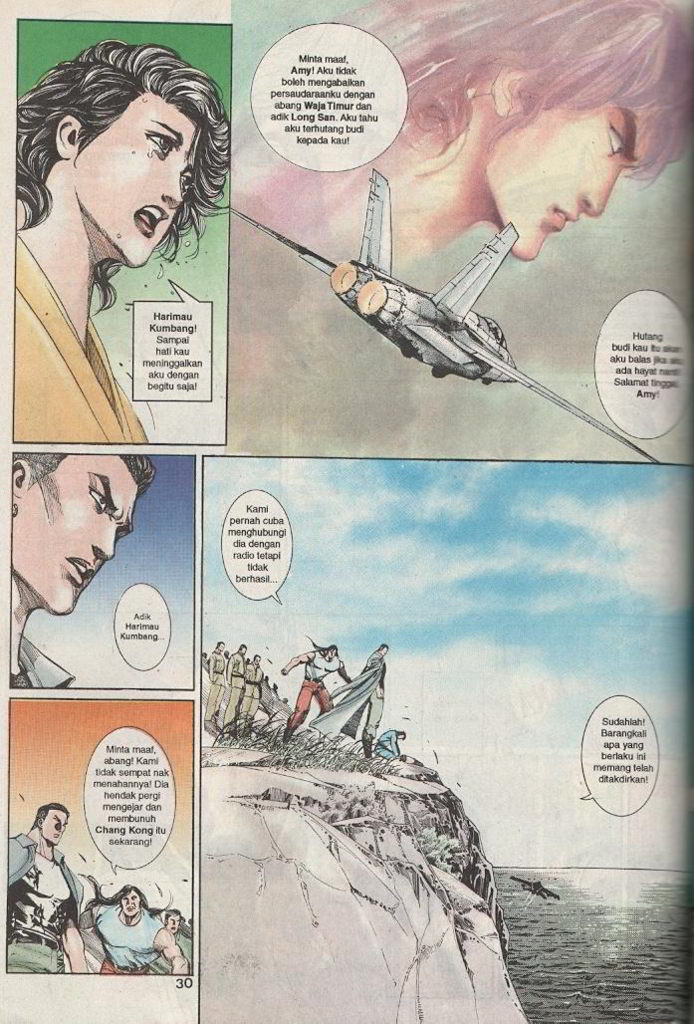 Harimau
Kumbang!
Sampai
hati kau
meninggalkan
aku dengan
begitu saja!
Minta maaf,
Amy! Aku tidak
boleh mengabaikan
persaudaraanku dengan
abang Waja Timur dan
adik Long San. Aku tahu
aku terhutang budi
kepada kau!
Hutang
budi kau itu akan
aku balas jika aku
ada hayat nanti!
Salamat tinggal
Amy!
Adik
Harimau
Kumbang...
Kami
pernah cuba
menghubungi
dia dengan
radio tetapi
tidak
berhasil...
Minta maaf,
abang! Kami
tidak sempat nak
menahannya! Dia
hendak pergi
mengejar dan
membunuh
Chang Kong itu
sekarang!
Sudahlah!
Barangkali
apa yang
berlaku ini
memang telah
ditakdirkan!
30